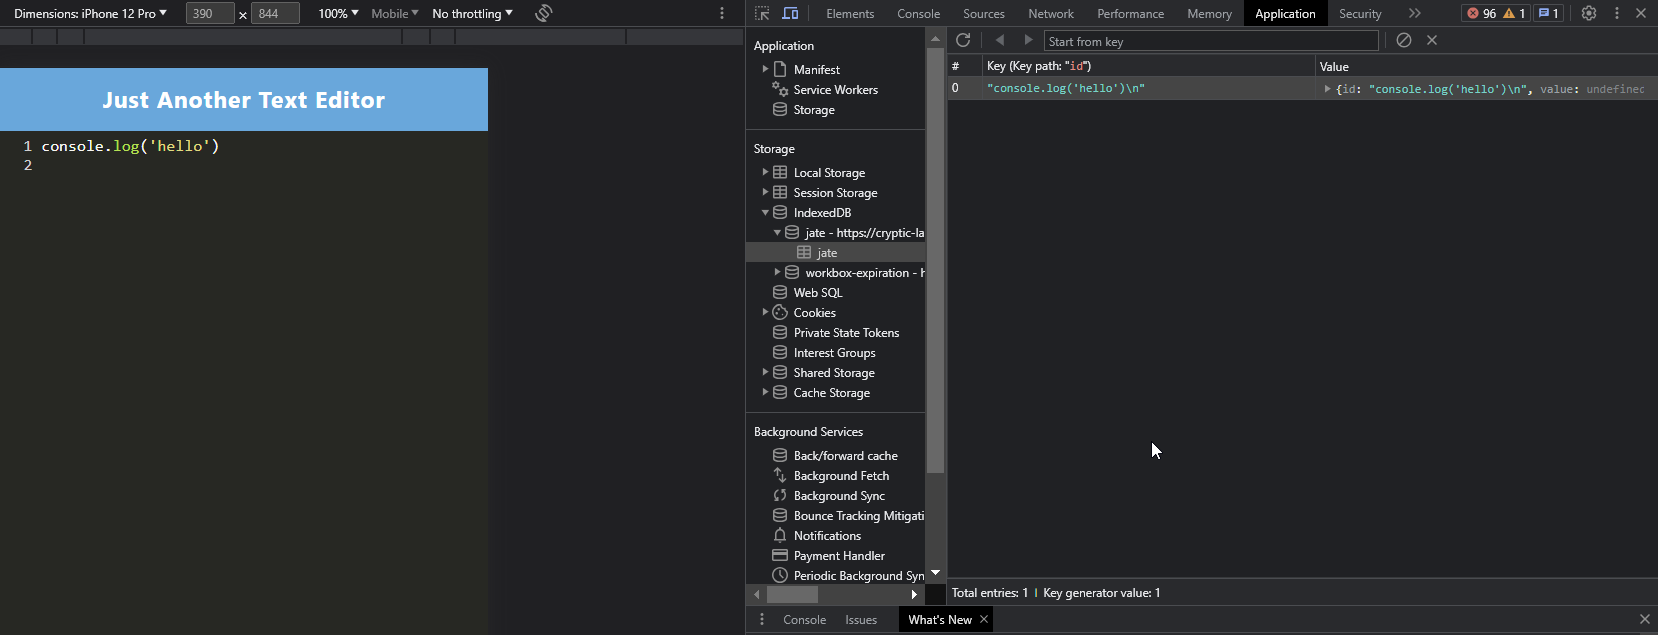 Dimensions: iPhone 12 Pro 390 x 844 100% Mobile No throttling
Just Another Text Editor
1 console.log('hello')
2
Elements Console Sources Network Performance Memory Application Security 96 1 1
Application
Manifest
Service Workers
Storage
Storage
Local Storage
Session Storage
IndexedDB
jate - https://cryptic-la
jate
workbox-expiration - h
Web SQL
Cookies
Private State Tokens
Interest Groups
Shared Storage
Cache Storage
Background Services
Back/forward cache
Background Fetch
Background Sync
Bounce Tracking Mitigati
Notifications
Payment Handler
Periodic Background Syn
Start from key
# Key (Key path: "id") Value
0 "console.log('hello')\n" {id: "console.log('hello')\n", value: undefined
Total entries: 1 Key generator value: 1
Console Issues What's New